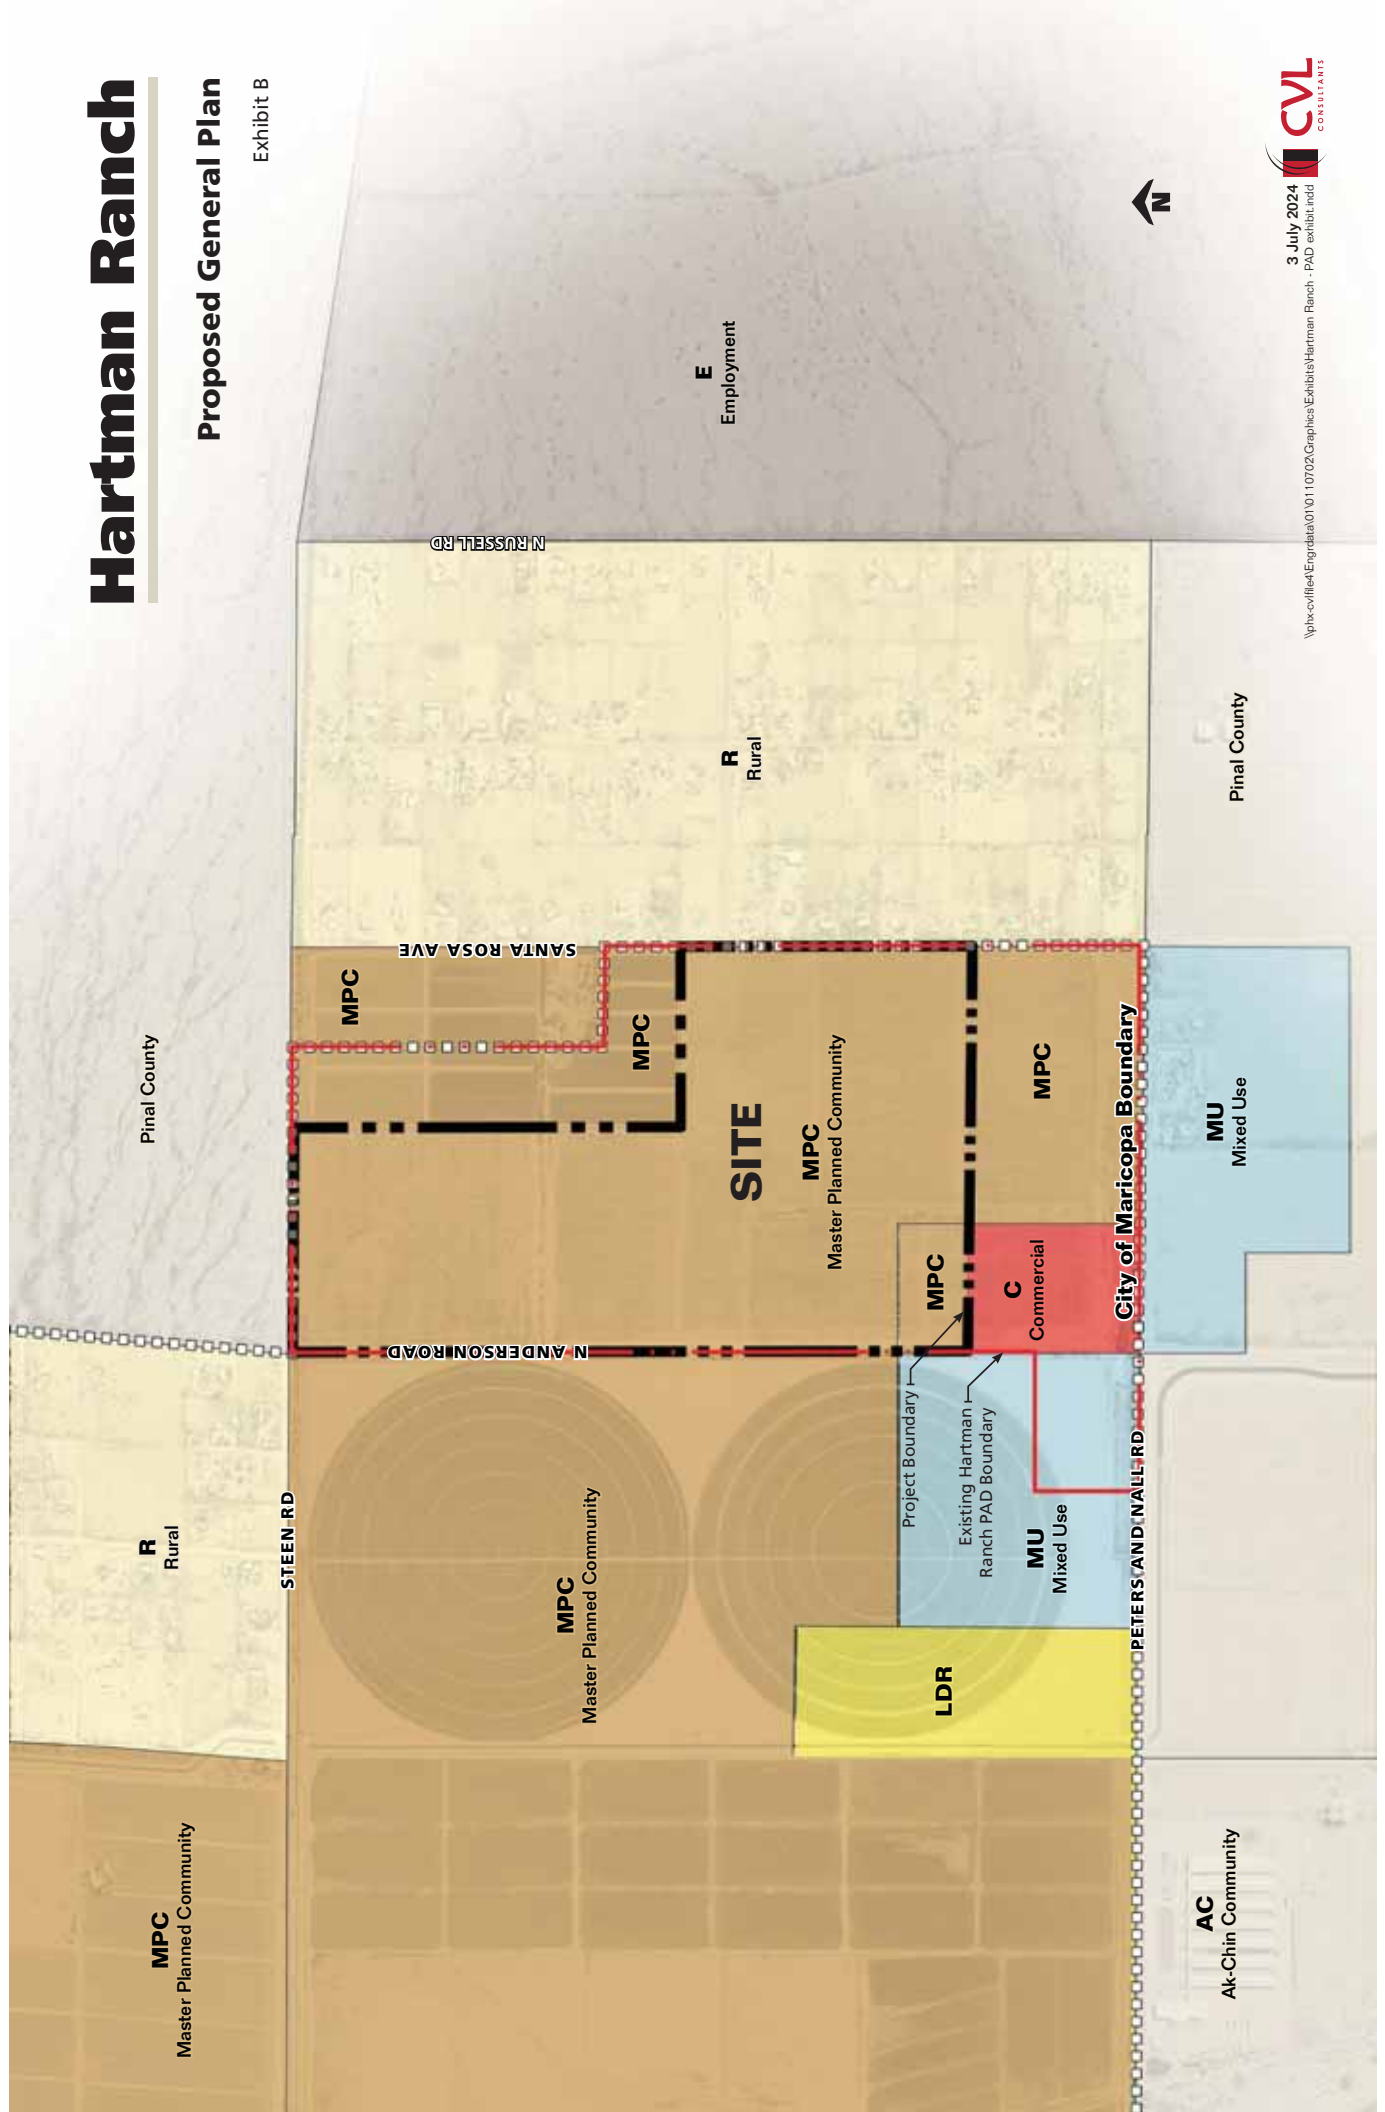 Hartman Ranch
Proposed General Plan
Exhibit B
Pinal County
R
Rural
MPC
Master Planned Community
STEEN RD
MPC
SANTA ROSA AVE
N RUSSELL RD
E
Employment
MPC
R
Rural
N ANDERSON ROAD
SITE
MPC
Master Planned Community
MPC
Master Planned Community
MPC
MPC
C
Commercial
Project Boundary
Existing Hartman
Ranch PAD Boundary
LDR
MU
Mixed Use
City of Maricopa Boundary
PETERS AND NALL RD
AC
Ak-Chin Community
MU
Mixed Use
Pinal County
N
3 July 2024
\\phx-cvlfile4\Engrdata\01\0110702\Graphics\Exhibits\Hartman Ranch - PAD exhibit.indd
CVL
CONSULTANTS